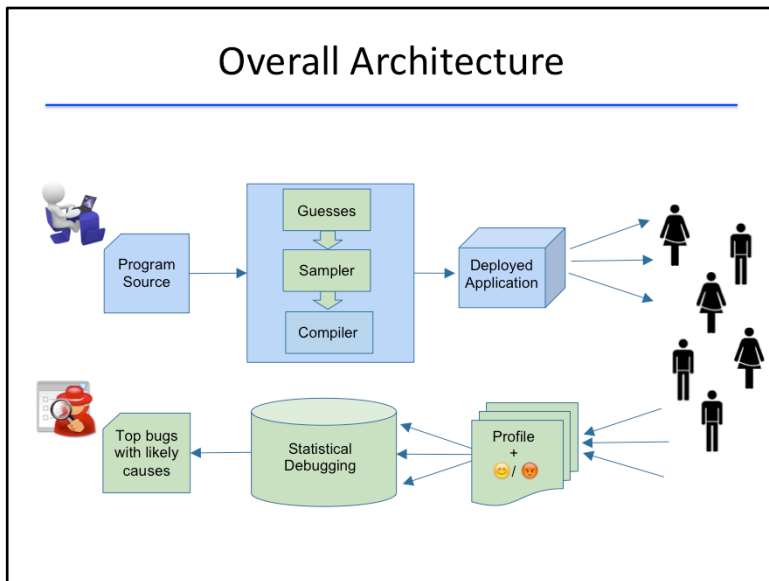 Overall Architecture
Guesses
Program
Source
Sampler
Deployed
Application
Compiler
Top bugs
with likely
causes
Statistical
Debugging
Profile
+
😊/ 😡